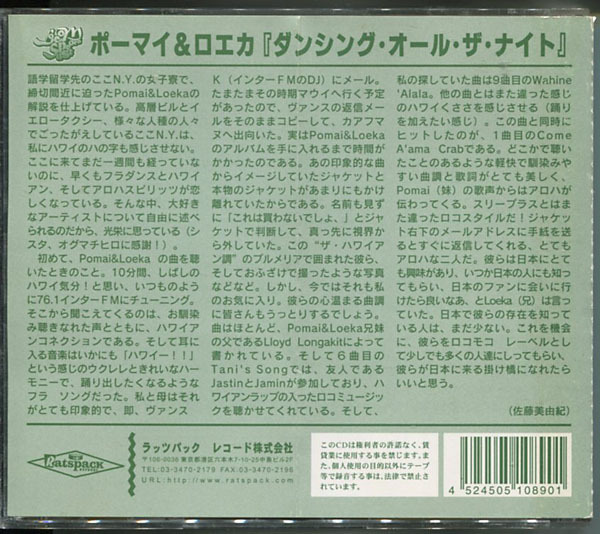 ポーマイ&ロエカ『ダンシング・オール・ザ・ナイト』
語学留学先のここN.Y.の女子寮で、
締切間近に迫ったPomai&Loekaの
解説を仕上げている。高層ビルとイ
エロータクシー、様々な人種の人々
でごったがえしているここN.Y.は、
私にハワイのハの字も感じさせない。
ここに来てまだ一週間も経っていな
いのに、早くもフラダンスとハワイ
アン、そしてアロハスピリッツが恋
しくなっている。そんな中、大好き
なアーティストについて自由に述べ
られるのだから、光栄に思っている（シ
スタ、オグマチヒロに感謝！）。
初めて、Pomai&Loeka の曲を聴
いたときのこと。10分間、しばしの
ハワイ気分！と思い、いつものよう
に76.1インターFMにチューニング。
そこから聞こえてくるのは、お馴染
み聴きなれた声とともに、ハワイアン
コネクションである。そして耳に
入る音楽はいかにも「ハワイー！！」
という感じのウクレレときれいなハ
ーモニーで、踊り出したくなるような
フラ ソングだった。私と母はそれ
がとても印象的で、即、ヴァンス
K（インターFMのDJ）にメール。
たまたまその時期マウイへ行く予定
があったので、ヴァンスの返信メール
をそのままコピーして、カアフマ
ヌへ出向いた。実はPomai&Loeka
のアルバムを手に入れるまで時間が
かかったのである。あの印象的な曲
からイメージしていたジャケットと
本物のジャケットがあまりにもかけ
離れていたからである。名前も見ず
に「これは買わないでしょ、」とジャ
ケットで判断して、真っ先に視界か
ら外していた。この"ザ・ハワイアン
調"のプルメリアで囲まれた彼ら、
そしておふざけで撮ったような写真
などなど。しかし、今ではそれも私
のお気に入り。彼らの心温まる曲調
に皆さんもうっとりするでしょう。
曲はほとんど、Pomai&Loeka兄妹
の父であるLloyd Longakitによって
書かれている。そして6曲目の
Tani's Songでは、友人である
JastinとJaminが参加しており、ハ
ワイアンラップの入ったロコミュージック
を聴かせてくれている。そして、
私の探していた曲は9曲目のWahine
'Alala。他の曲とはまた違った感じ
のハワイくささを感じさせる（踊り
を加えたい感じ）。この曲と同時に
ヒットしたのが、1曲目のCome
A'ama Crabである。どこかで聴い
たことのあるような軽快で馴染みや
すい曲調と歌詞がとても美しく、
Pomai（妹）の歌声からはアロハが
伝わってくる。スリープラスとはま
た違ったロコスタイルだ！ジャケット
右下のメールアドレスに手紙を送
るとすぐに返信してくれる、とても
アロハな二人だ。彼らは日本にとて
も興味があり、いつか日本の人にも知っ
てもらい、日本のファンに会いに行
けたら良いなあ、とLoeka（兄）は言っ
ていた。日本で彼らの存在を知って
いる人は、まだ少ない。これを機会
に、彼らをロコモコ レーベルとし
て少しでも多くの人達にしってもらい、
彼らが日本に来る掛け橋になれたら
いいと思う。
（佐藤美由紀）
ratspack
RECORDS
ラッツパック レコード株式会社
〒150-0036 東京都渋谷区南平台町10-25中島ビル2F
TEL:03-3470-2179 FAX:03-3470-2196
URL:http://www.ratspack.com
このCDは権利者の許諾なく、賃
貸業に使用する事を禁じます。ま
た、個人使用の目的以外にテープ
等で録音する事は、法律で禁止さ
れています。
4 524505 108901